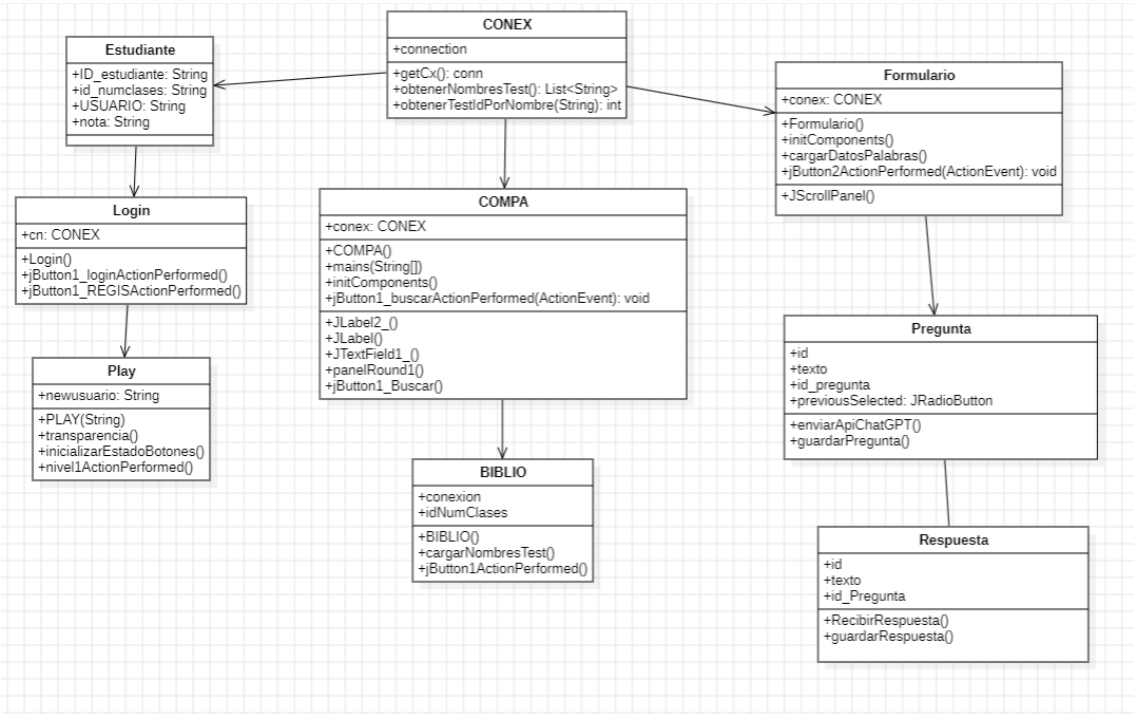 CONEX
+connection
+getCx(): conn
+obtenerNombresTest(): List<String>
+obtenerTestIdPorNombre(String): int
Estudiante
+ID_estudiante: String
+id_numclases: String
+USUARIO: String
+nota: String
Formulario
+conex: CONEX
+Formulario()
+initComponents()
+cargarDatosPalabras()
+jButton2ActionPerformed(ActionEvent): void
+JScrollPanel()
Login
+cn: CONEX
+Login()
+jButton1_loginActionPerformed()
+jButton1_REGISActionPerformed()
COMPA
+conex: CONEX
+COMPA()
+mains(String[])
+initComponents()
+jButton1_buscarActionPerformed(ActionEvent): void
+JLabel2_()
+JLabel()
+JTextField1_()
+panelRound1()
+jButton1_Buscar()
Pregunta
+id
+texto
+id_pregunta
+previousSelected: JRadioButton
+enviarApiChatGPT()
+guardarPregunta()
Play
+newusuario: String
+PLAY(String)
+transparencia()
+inicializarEstadoBotones()
+nivel1ActionPerformed()
BIBLIO
+conexion
+idNumClases
+BIBLIO()
+cargarNombresTest()
+jButton1ActionPerformed()
Respuesta
+id
+texto
+id_Pregunta
+RecibirRespuesta()
+guardarRespuesta()